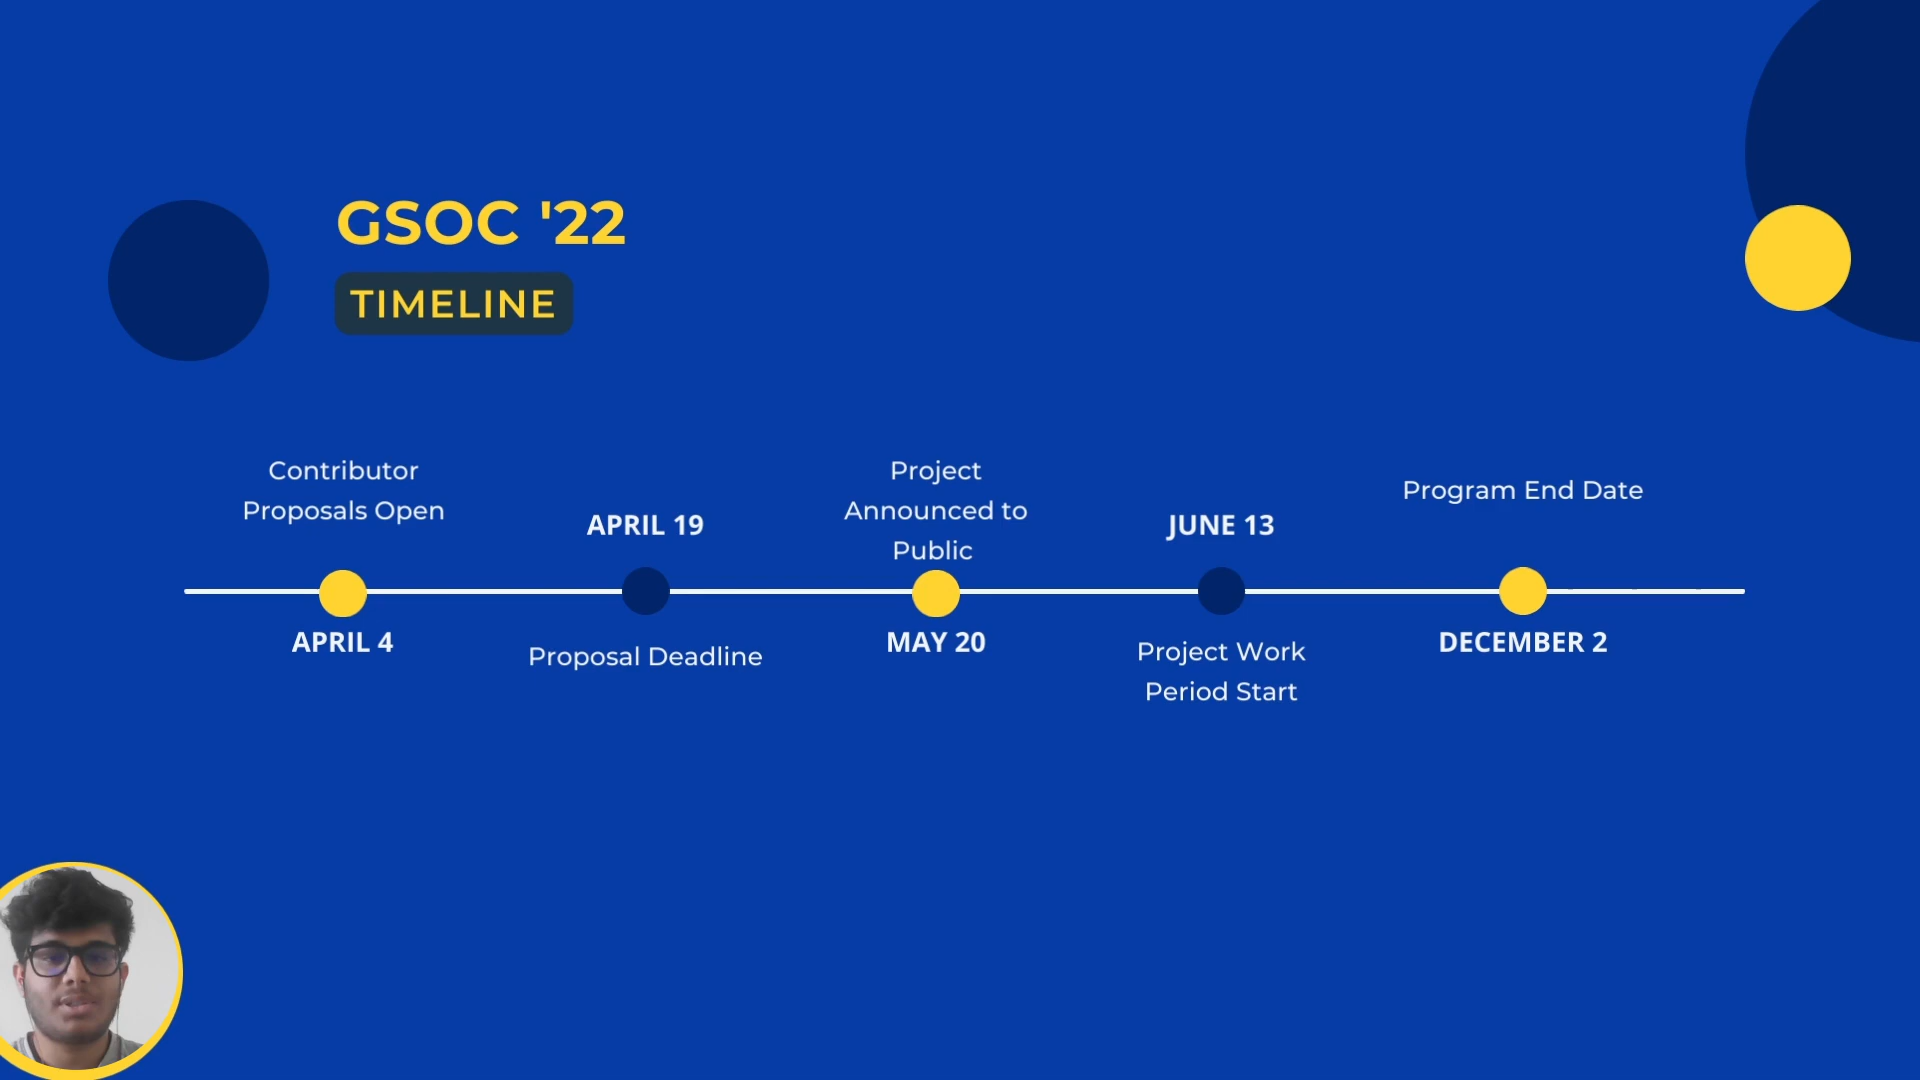 GSOC '22
TIMELINE
Contributor
Proposals Open
APRIL 4
APRIL 19
Proposal Deadline
Project
Announced to
Public
MAY 20
JUNE 13
Project Work
Period Start
Program End Date
DECEMBER 2